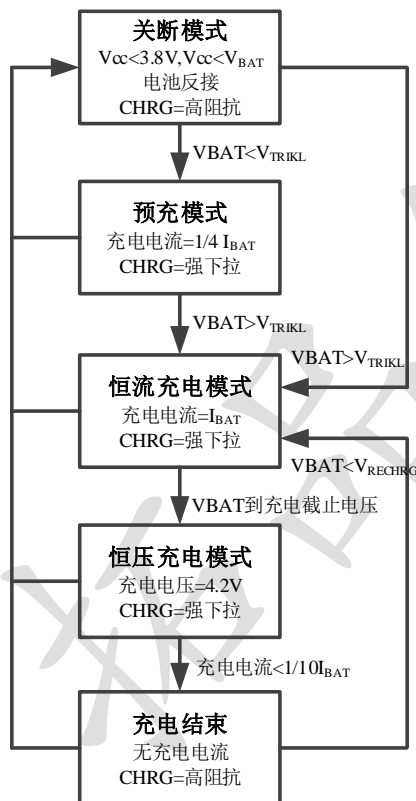 关断模式
Vcc<3.8V,Vcc<VBAT
电池反接
CHRG=高阻抗
VBAT<VTRIKL
预充模式
充电电流=1/4 IBAT
CHRG=强下拉
VBAT>VTRIKL
VBAT>VTRIKL
恒流充电模式
充电电流=IBAT
CHRG=强下拉
VBAT<VRECHRG
VBAT到充电截止电压
恒压充电模式
充电电压=4.2V
CHRG=强下拉
充电电流<1/10IBAT
充电结束
无充电电流
CHRG=高阻抗